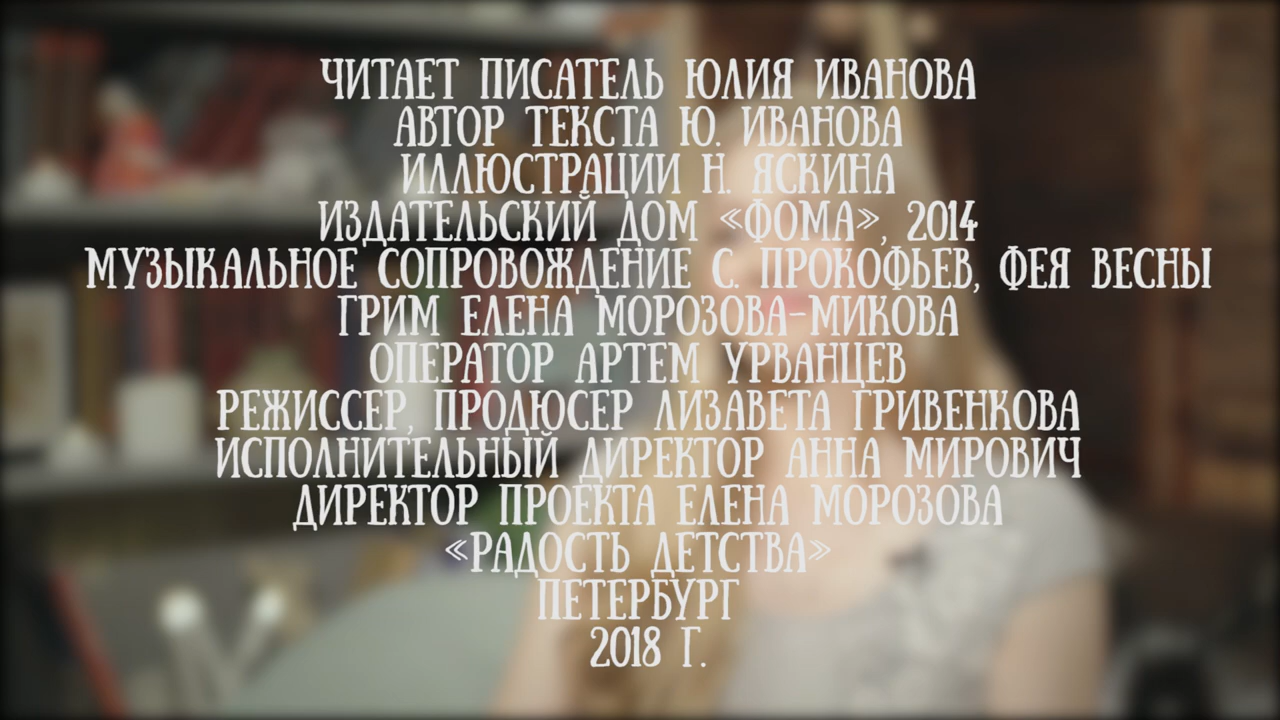 ЧИТАЕТ ПИСАТЕЛЬ ЮЛИЯ ИВАНОВА
АВТОР ТЕКСТА Ю. ИВАНОВА
ИЛЛЮСТРАЦИИ Н. ЯСКИНА
ИЗДАТЕЛЬСКИЙ ДОМ «ФОМА», 2014
МУЗЫКАЛЬНОЕ СОПРОВОЖДЕНИЕ С. ПРОКОФЬЕВ, ФЕЯ ВЕСНЫ
ГРИМ ЕЛЕНА МОРОЗОВА-МИКОВА
ОПЕРАТОР АРТЕМ УРВАНЦЕВ
РЕЖИССЕР, ПРОДЮСЕР ЛИЗАВЕТА ГРИВЕНКОВА
ИСПОЛНИТЕЛЬНЫЙ ДИРЕКТОР АННА МИРОВИЧ
ДИРЕКТОР ПРОЕКТА ЕЛЕНА МОРОЗОВА
«РАДОСТЬ ДЕТСТВА»
ПЕТЕРБУРГ
2018 Г.